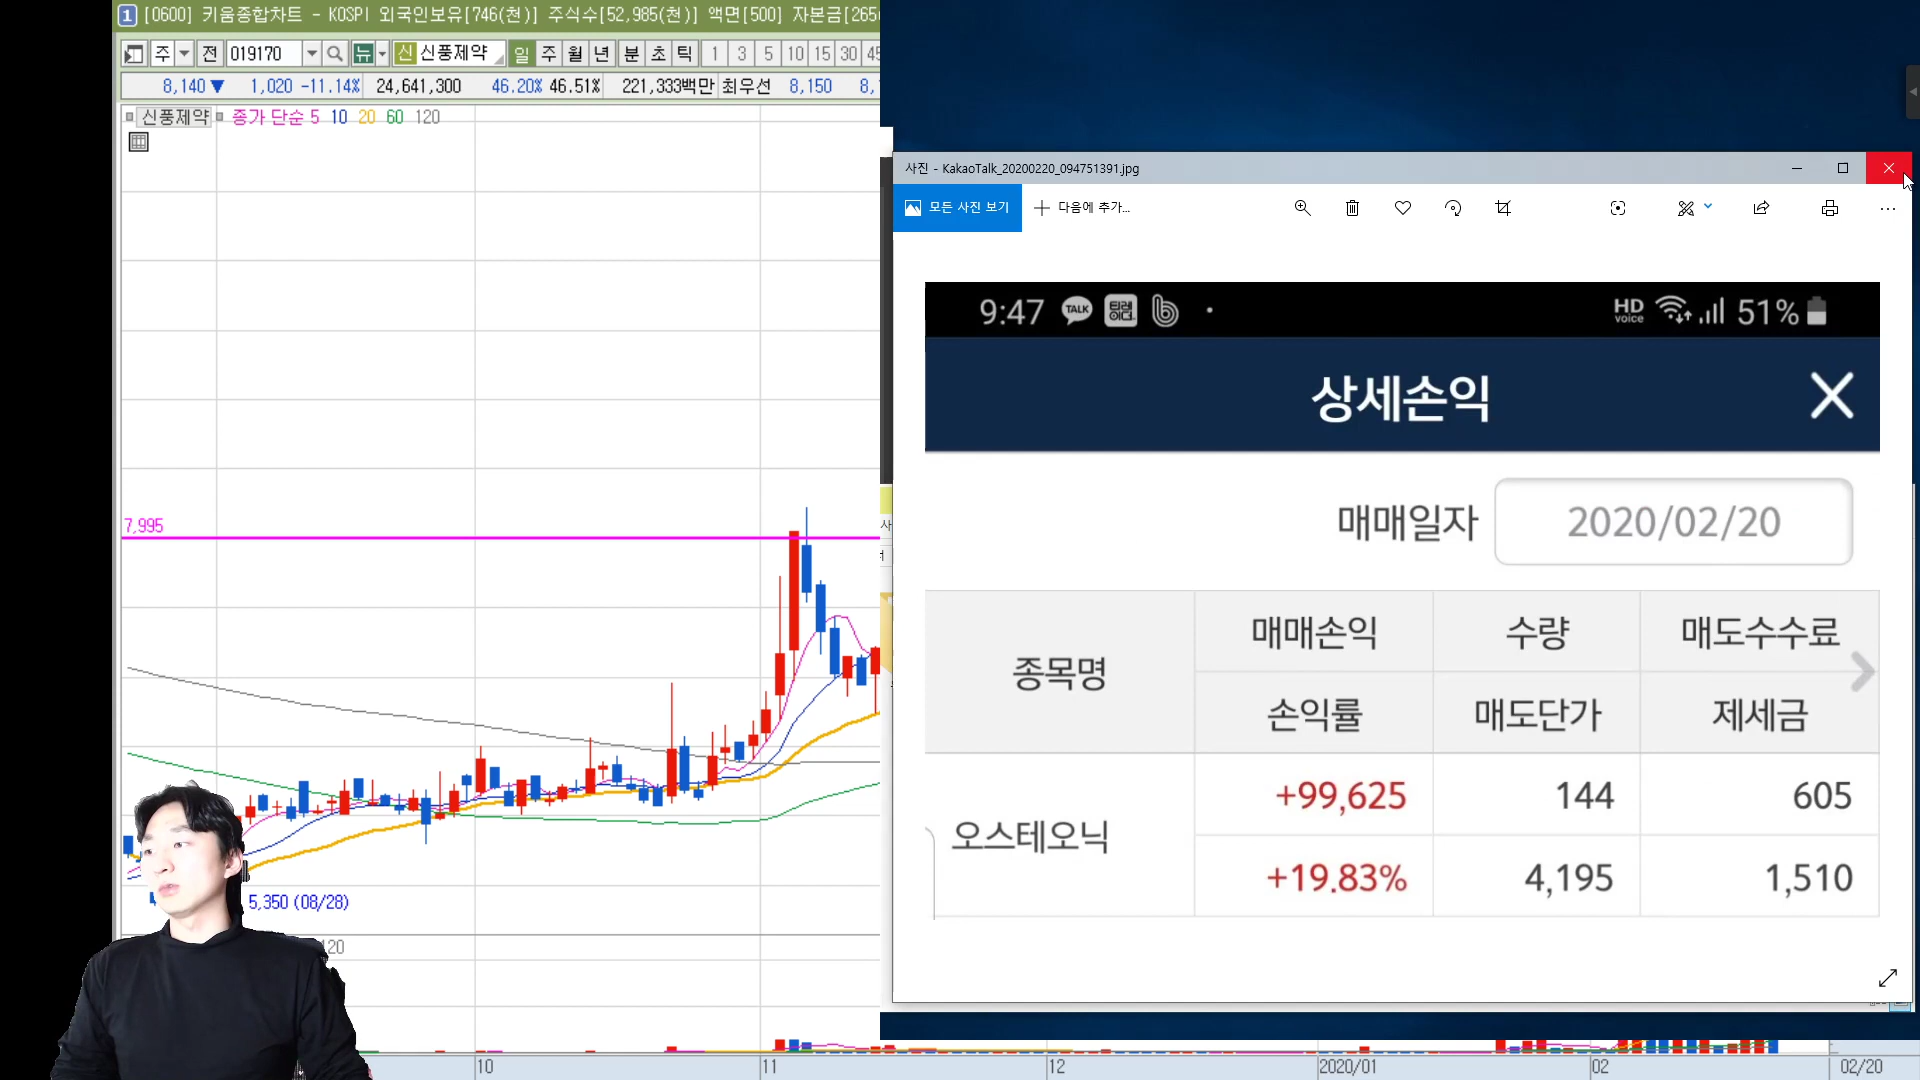 1 [0600] 키움종합차트 - KOSPI 외국인보유[746(천)] 주식수[52,985(천)] 액면[500] 자본금[265
주 전 019170 뉴 신 신풍제약 일 주 월 년 분 초 틱 1 3 5 10 15 30 45
8,140 ▼ 1,020 -11.14% 24,641,300 46.20% 46.51% 221,333백만 최우선 8,150
신풍제약 종가 단순 5 10 20 60 120
7,995
5,350 (08/28)
120
10 11 12 2020/01 02 02/20
사진 - KakaoTalk_20200220_094751391.jpg
모든 사진 보기 다음에 추가...
9:47 TALK 틴레이더 HD voice 51%
상세손익
매매일자 2020/02/20
종목명 매매손익 수량 매도수수료
손익률 매도단가 제세금
오스테오닉 +99,625 144 605
+19.83% 4,195 1,510